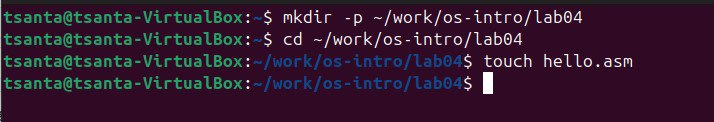 tsanta@tsanta-VirtualBox:~$ mkdir -p ~/work/os-intro/lab04
tsanta@tsanta-VirtualBox:~$ cd ~/work/os-intro/lab04
tsanta@tsanta-VirtualBox:~/work/os-intro/lab04$ touch hello.asm
tsanta@tsanta-VirtualBox:~/work/os-intro/lab04$